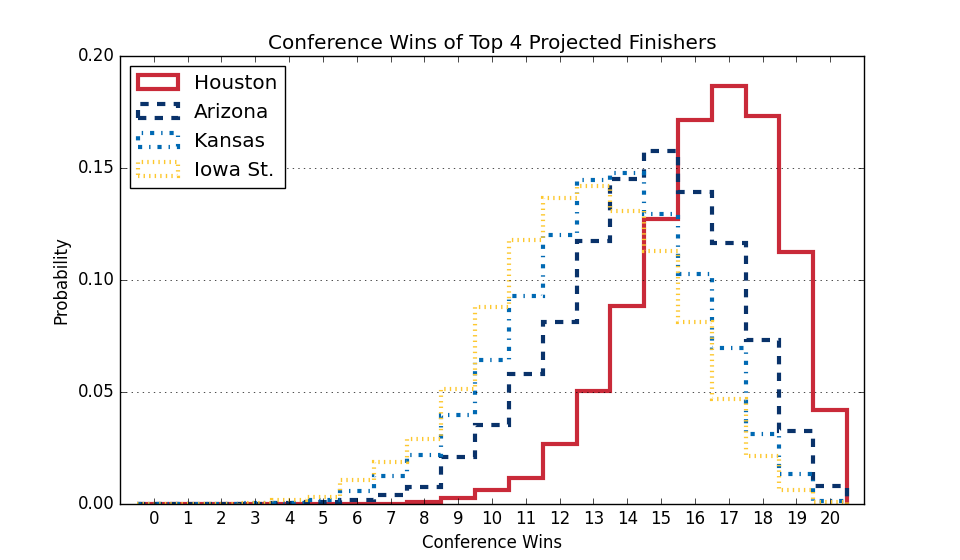 Conference Wins of Top 4 Projected Finishers
0.20
0.15
0.10
0.05
0.00
Probability
Houston
Arizona
Kansas
Iowa St.
0 1 2 3 4 5 6 7 8 9 10 11 12 13 14 15 16 17 18 19 20
Conference Wins